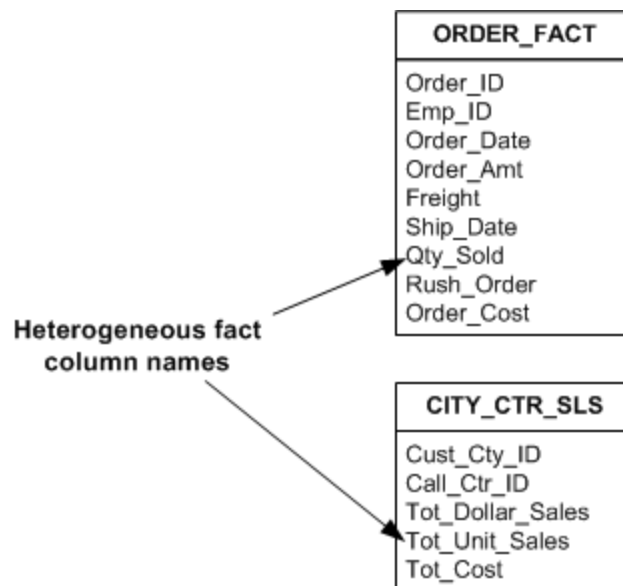 ORDER_FACT
Order_ID
Emp_ID
Order_Date
Order_Amt
Freight
Ship_Date
Qty_Sold
Rush_Order
Order_Cost
Heterogeneous fact
column names
CITY_CTR_SLS
Cust_Cty_ID
Call_Ctr_ID
Tot_Dollar_Sales
Tot_Unit_Sales
Tot_Cost